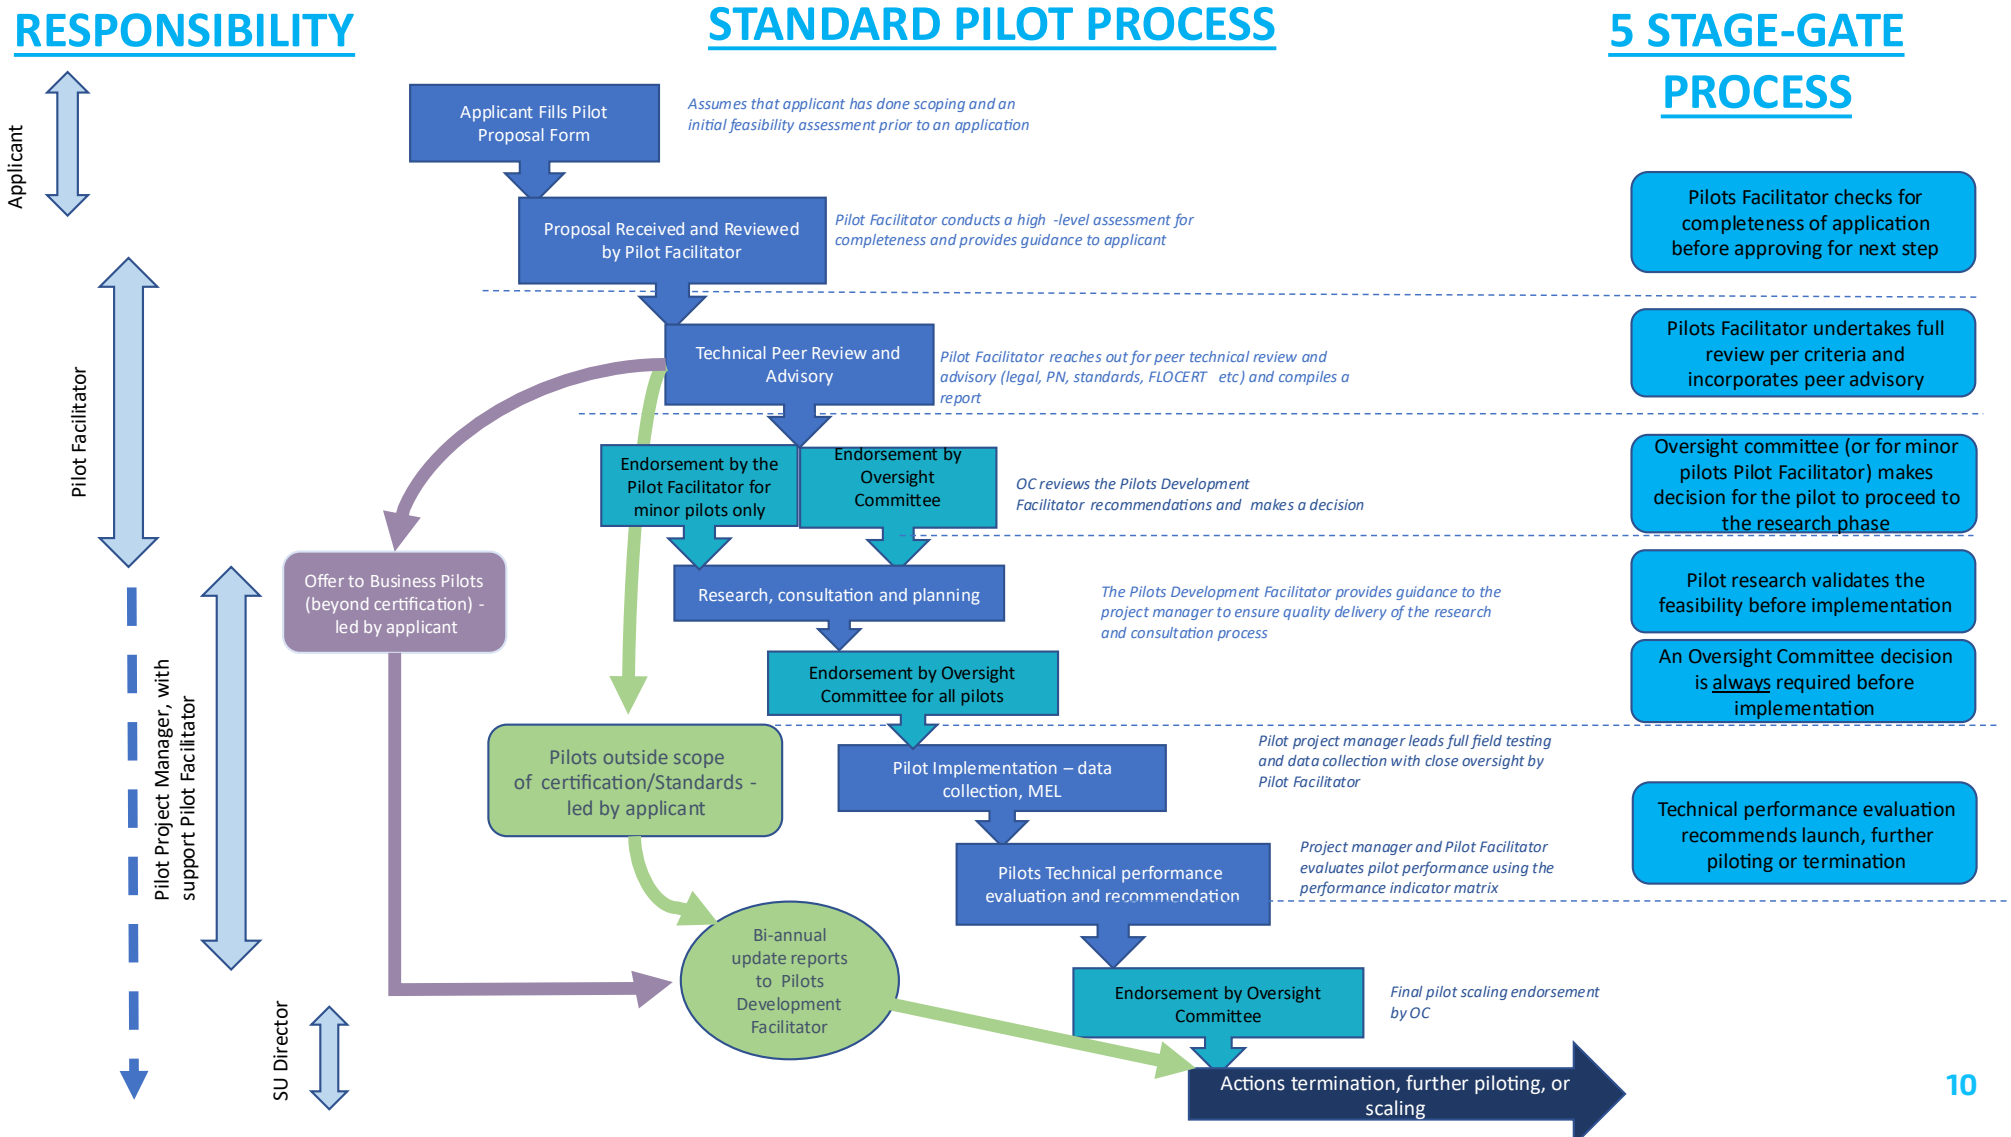 RESPONSIBILITY
STANDARD PILOT PROCESS
5 STAGE-GATE
PROCESS
Applicant
Pilot Facilitator
Pilot Project Manager, with
support Pilot Facilitator
SU Director
Applicant Fills Pilot
Proposal Form
Assumes that applicant has done scoping and an
initial feasibility assessment prior to an application
Proposal Received and Reviewed
by Pilot Facilitator
Pilot Facilitator conducts a high -level assessment for
completeness and provides guidance to applicant
Pilots Facilitator checks for
completeness of application
before approving for next step
Technical Peer Review and
Advisory
Pilot Facilitator reaches out for peer technical review and
advisory (legal, PN, standards, FLOCERT etc) and compiles a
report
Pilots Facilitator undertakes full
review per criteria and
incorporates peer advisory
Endorsement by the
Pilot Facilitator for
minor pilots only
Endorsement by
Oversight
Committee
OC reviews the Pilots Development
Facilitator recommendations and makes a decision
Oversight committee (or for minor
pilots Pilot Facilitator) makes
decision for the pilot to proceed to
the research phase
Offer to Business Pilots
(beyond certification) -
led by applicant
Research, consultation and planning
The Pilots Development Facilitator provides guidance to the
project manager to ensure quality delivery of the research
and consultation process
Pilot research validates the
feasibility before implementation
Endorsement by Oversight
Committee for all pilots
An Oversight Committee decision
is always required before
implementation
Pilots outside scope
of certification/Standards -
led by applicant
Pilot Implementation – data
collection, MEL
Pilot project manager leads full field testing
and data collection with close oversight by
Pilot Facilitator
Pilots Technical performance
evaluation and recommendation
Project manager and Pilot Facilitator
evaluates pilot performance using the
performance indicator matrix
Technical performance evaluation
recommends launch, further
piloting or termination
Bi-annual
update reports
to Pilots
Development
Facilitator
Endorsement by Oversight
Committee
Final pilot scaling endorsement
by OC
Actions termination, further piloting, or
scaling
10